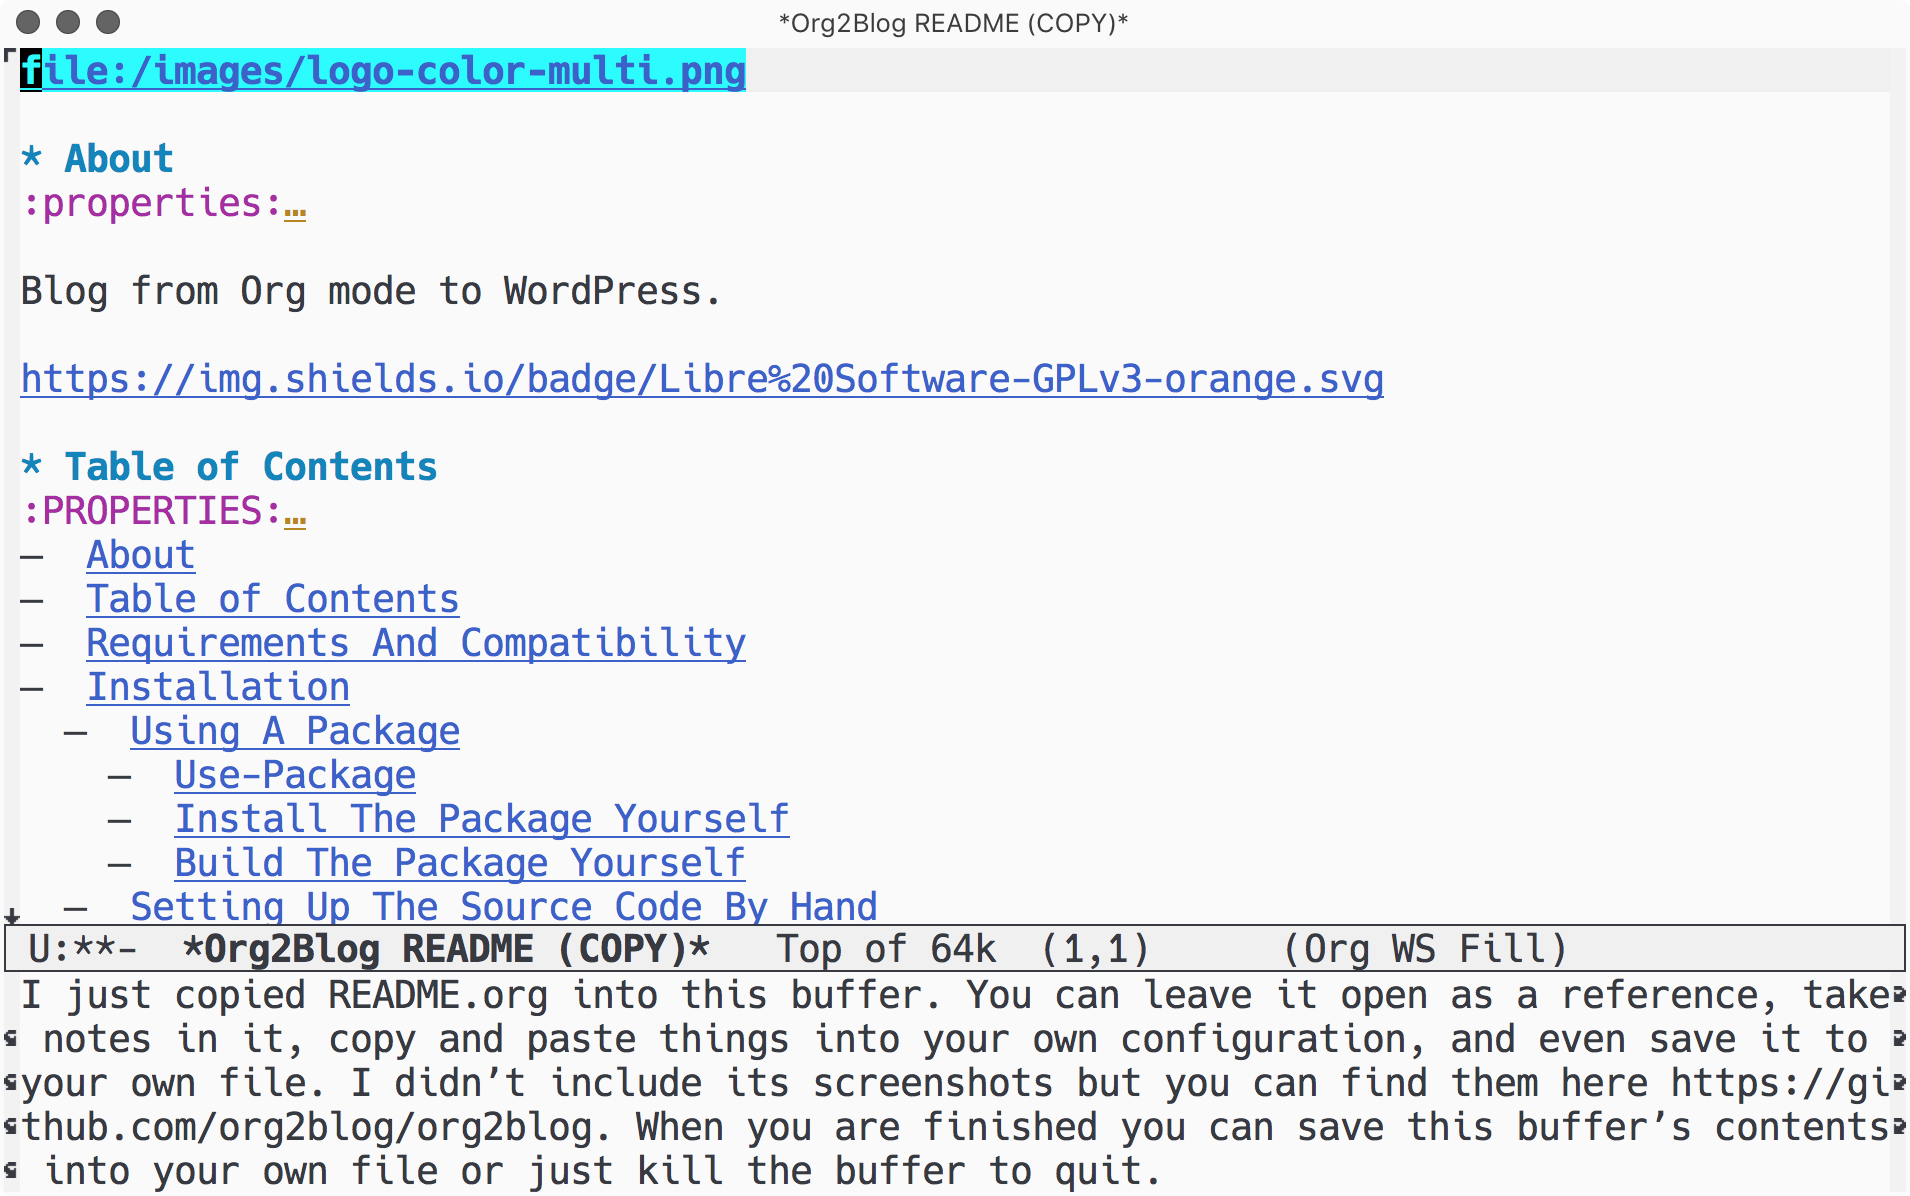 *Org2Blog README (COPY)*
file:/images/logo-color-multi.png
* About
:properties:…
Blog from Org mode to WordPress.
https://img.shields.io/badge/Libre%20Software-GPLv3-orange.svg
* Table of Contents
:PROPERTIES:…
–  About
–  Table of Contents
–  Requirements And Compatibility
–  Installation
  –  Using A Package
    –  Use-Package
    –  Install The Package Yourself
    –  Build The Package Yourself
  –  Setting Up The Source Code By Hand
U:**-  *Org2Blog README (COPY)*   Top of 64k  (1,1)      (Org WS Fill)
I just copied README.org into this buffer. You can leave it open as a reference, take
 notes in it, copy and paste things into your own configuration, and even save it to
your own file. I didn’t include its screenshots but you can find them here https://gi
thub.com/org2blog/org2blog. When you are finished you can save this buffer’s contents
 into your own file or just kill the buffer to quit.